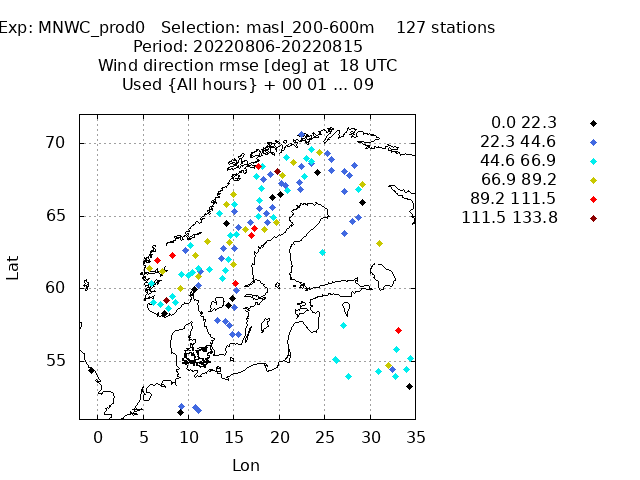 Exp: MNWC_prod0 Selection: masl_200-600m 127 stations
Period: 20220806-20220815
Wind direction rmse [deg] at 18 UTC
Used {All hours} + 00 01 ... 09
0.0 22.3
22.3 44.6
44.6 66.9
66.9 89.2
89.2 111.5
111.5 133.8
70
65
60
55
Lat
0 5 10 15 20 25 30 35
Lon